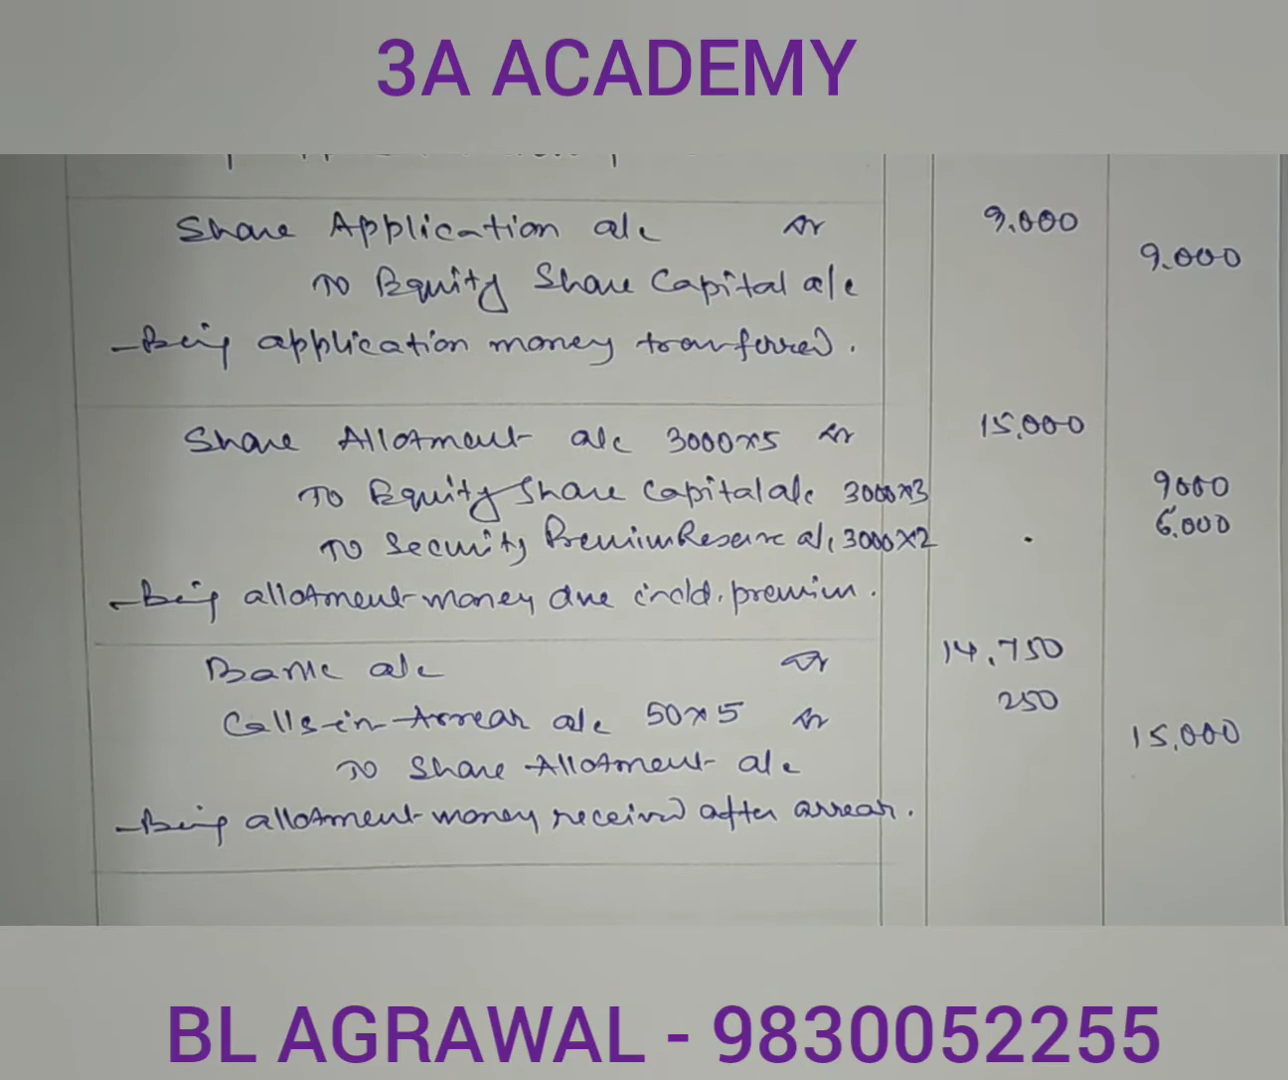 3A ACADEMY
Share Application a/c Dr 9.000
To Equity Share Capital a/c 9.000
Being application money transferred.
Share Allotment a/c 3000x5 Dr 15.000
To Equity Share Capital a/c 3000x3 9000
To Security Premium Reserve a/c 3000x2 6.000
Being allotment money due incld. premium.
Bank a/c Dr 14.750
Calls-in-Arrear a/c 50x5 Dr 250
To Share Allotment a/c 15,000
Being allotment money received after arrear.
BL AGRAWAL - 9830052255